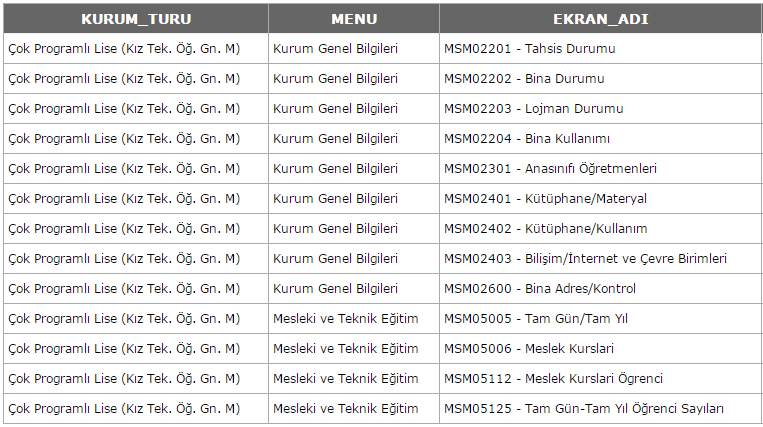 KURUM_TURU MENU EKRAN_ADI
Çok Programlı Lise (Kız Tek. Öğ. Gn. M) Kurum Genel Bilgileri MSM02201 - Tahsis Durumu
Çok Programlı Lise (Kız Tek. Öğ. Gn. M) Kurum Genel Bilgileri MSM02202 - Bina Durumu
Çok Programlı Lise (Kız Tek. Öğ. Gn. M) Kurum Genel Bilgileri MSM02203 - Lojman Durumu
Çok Programlı Lise (Kız Tek. Öğ. Gn. M) Kurum Genel Bilgileri MSM02204 - Bina Kullanımı
Çok Programlı Lise (Kız Tek. Öğ. Gn. M) Kurum Genel Bilgileri MSM02301 - Anasınıfı Öğretmenleri
Çok Programlı Lise (Kız Tek. Öğ. Gn. M) Kurum Genel Bilgileri MSM02401 - Kütüphane/Materyal
Çok Programlı Lise (Kız Tek. Öğ. Gn. M) Kurum Genel Bilgileri MSM02402 - Kütüphane/Kullanım
Çok Programlı Lise (Kız Tek. Öğ. Gn. M) Kurum Genel Bilgileri MSM02403 - Bilişim/İnternet ve Çevre Birimleri
Çok Programlı Lise (Kız Tek. Öğ. Gn. M) Kurum Genel Bilgileri MSM02600 - Bina Adres/Kontrol
Çok Programlı Lise (Kız Tek. Öğ. Gn. M) Mesleki ve Teknik Eğitim MSM05005 - Tam Gün/Tam Yıl
Çok Programlı Lise (Kız Tek. Öğ. Gn. M) Mesleki ve Teknik Eğitim MSM05006 - Meslek Kurslari
Çok Programlı Lise (Kız Tek. Öğ. Gn. M) Mesleki ve Teknik Eğitim MSM05112 - Meslek Kurslari Ögrenci
Çok Programlı Lise (Kız Tek. Öğ. Gn. M) Mesleki ve Teknik Eğitim MSM05125 - Tam Gün-Tam Yıl Öğrenci Sayıları